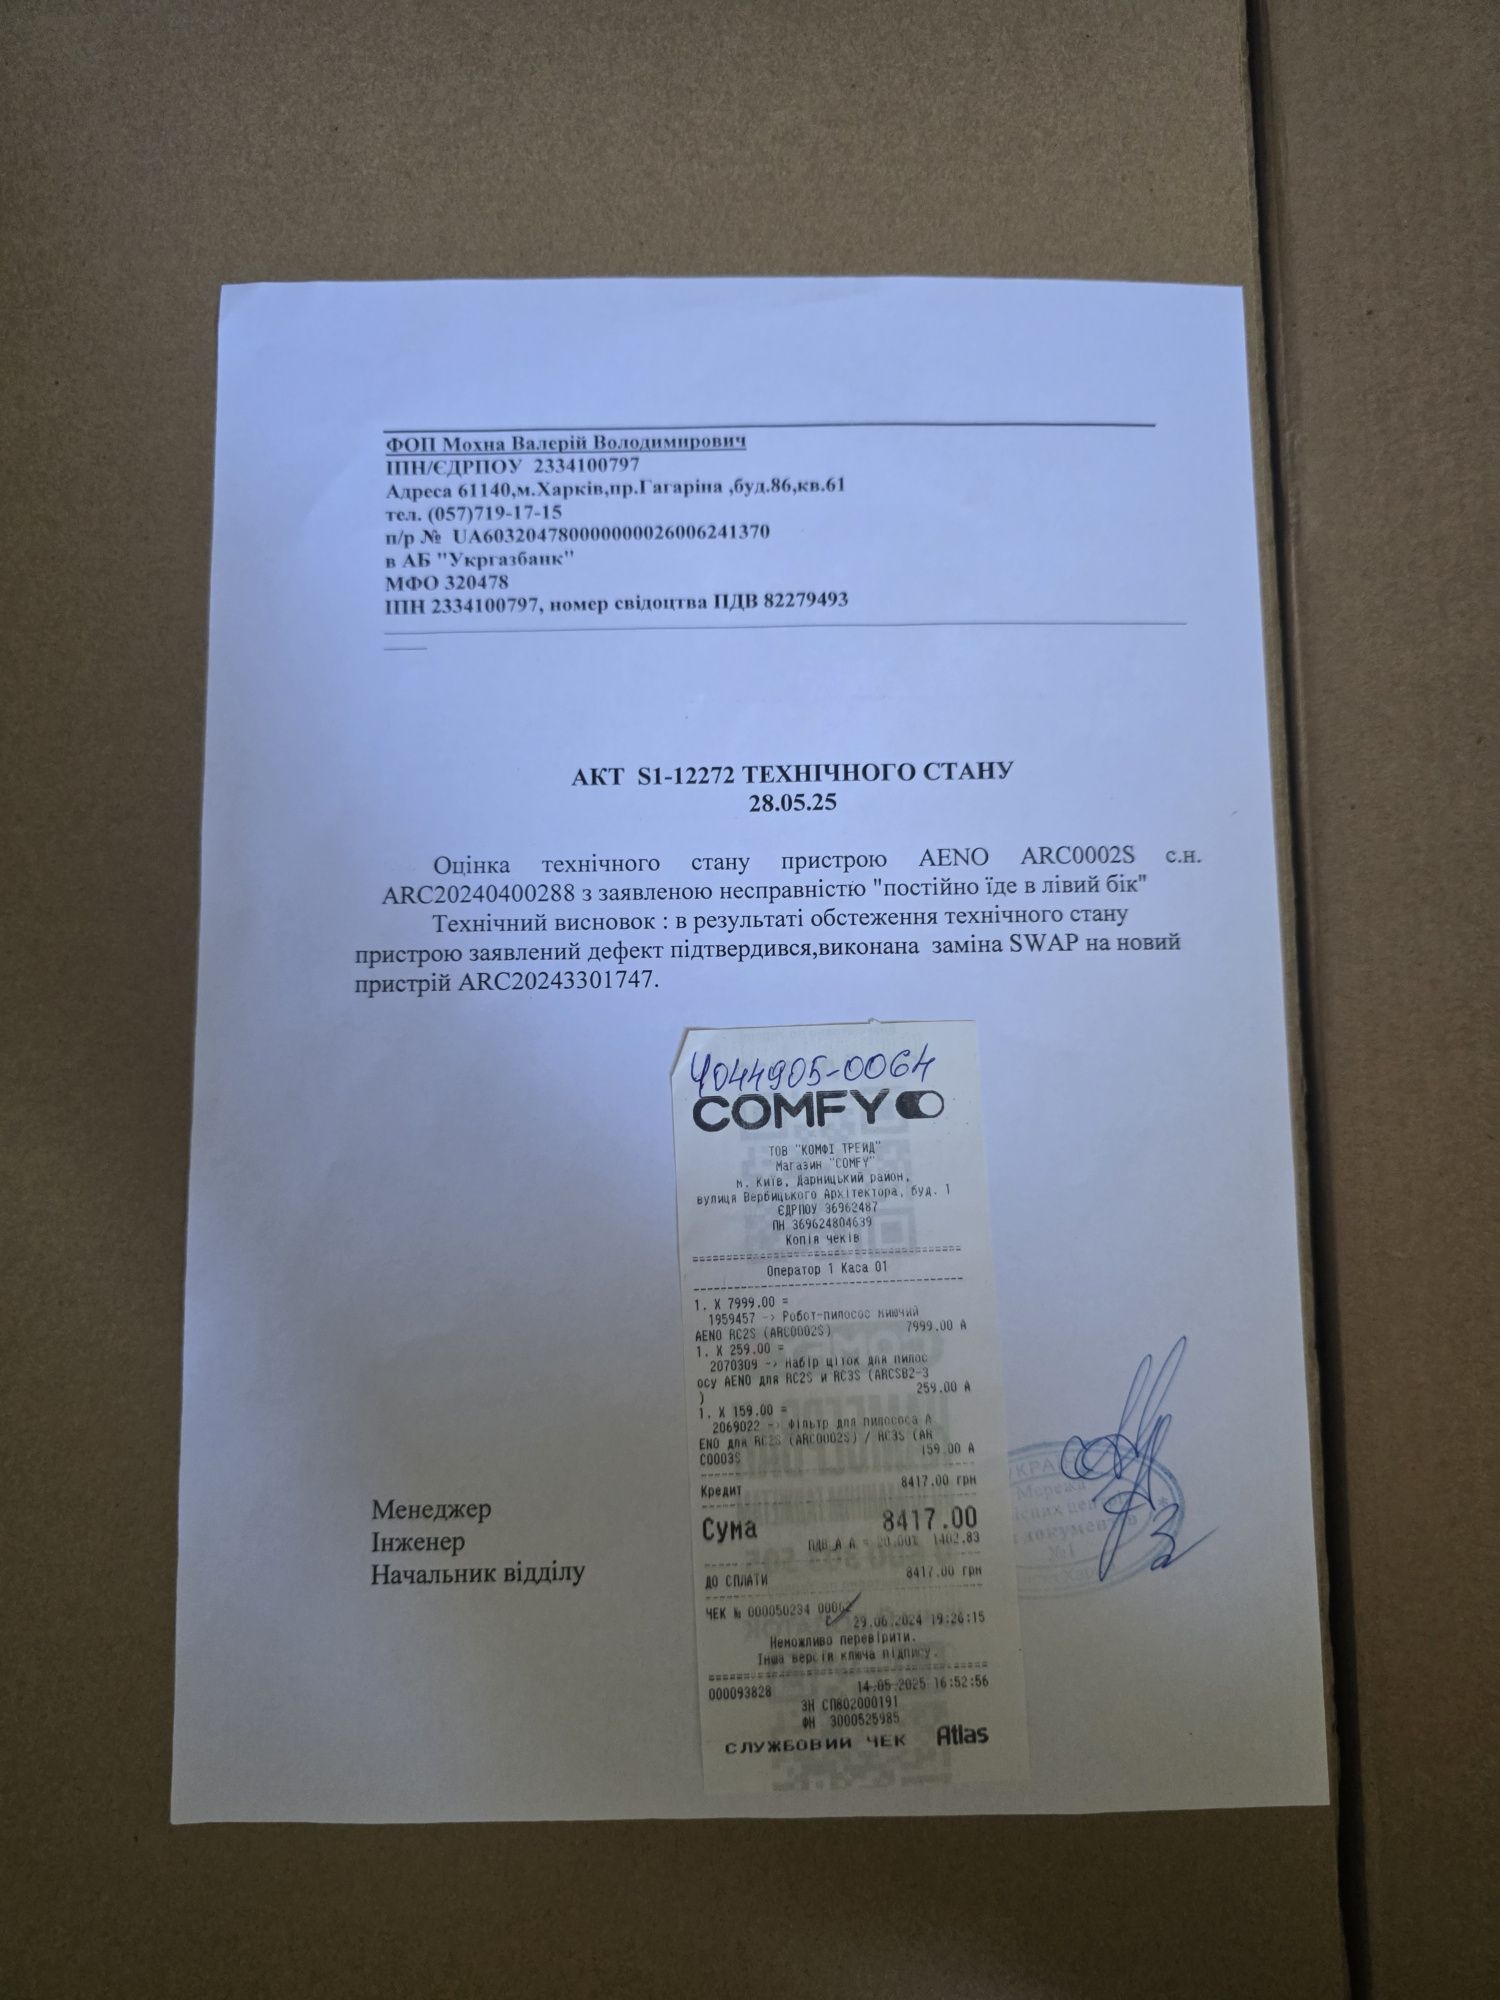 ФОП Мохна Валерій Володимирович
ІПН/ЄДРПОУ 2334100797
Адреса 61140,м.Харків,пр.Гагаріна ,буд.86,кв.61
тел. (057)719-17-15
п/р № UA603204780000000026006241370
в АБ "Укргазбанк"
МФО 320478
ІПН 2334100797, номер свідоцтва ПДВ 82279493
АКТ S1-12272 ТЕХНІЧНОГО СТАНУ
28.05.25
Оцінка технічного стану пристрою AENO ARC0002S с.н.
ARC20240400288 з заявленою несправністю "постійно їде в лівий бік"
Технічний висновок : в результаті обстеження технічного стану
пристрою заявлений дефект підтвердився,виконана заміна SWAP на новий
пристрій ARC20243301747.
4044905-0064
COMFY
ТОВ "КОМФІ ТРЕЙД"
Магазин "COMFY"
м. Київ, Дарницький район,
вулиця Вербицького Архітектора, буд. 1
ЄДРПОУ 36962487
ПН 369624804639
Копія чеків
Оператор 1 Каса 01
1. X 7999.00 =
1959457 -> Робот-пилосос миючий
AENO RC2S (ARC0002S) 7999.00 А
1. X 259.00 =
2070309 -> Набір щіток для пилос
осу AENO для RC2S и RC3S (ARCSB2-3
) 259.00 А
1. X 159.00 =
2069022 -> Фільтр для пилососа A
ENO для RC2S (ARC0002S) / RC3S (AR
C0003S 159.00 А
Кредит 8417.00 грн
Сума 8417.00
ПДВ А А = 20.00% 1402.83
ДО СПЛАТИ 8417.00 грн
ЧЕК № 000050234 00062
29.06.2024 19:26:15
Неможливо перевірити.
Інша версія ключа підпису.
000093828 14.05.2025 16:52:56
ЗН СП802000191
ФН 3000525985
СЛУЖБОВИЙ ЧЕК Atlas
Менеджер
Інженер
Начальник відділу
Мережа
№1